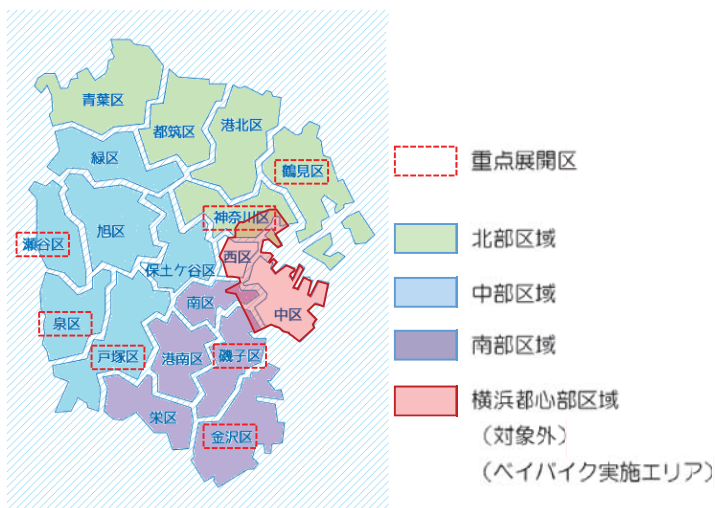 青葉区
都筑区
港北区
緑区
鶴見区
神奈川区
旭区
瀬谷区
西区
保土ケ谷区
南区
中区
泉区
戸塚区
港南区
磯子区
栄区
金沢区
重点展開区
北部区域
中部区域
南部区域
横浜都心部区域
(対象外)
(ベイバイク実施エリア)